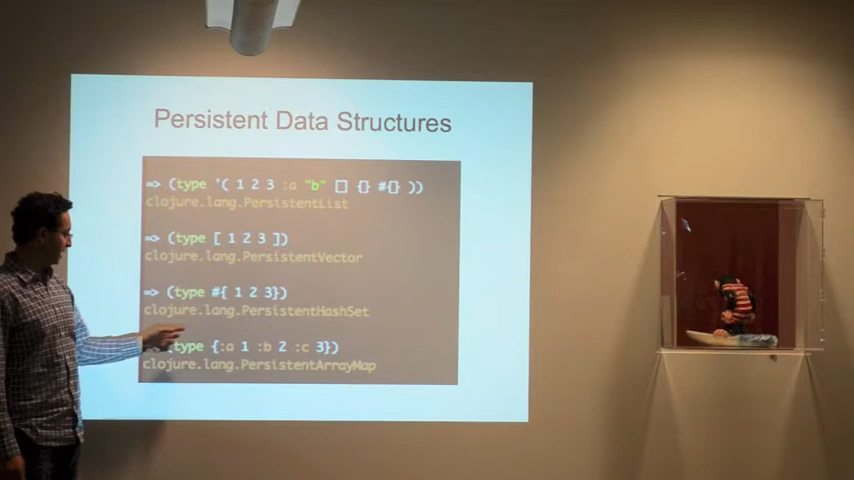 Persistent Data Structures
=> (type '( 1 2 3 :a "b" [] {} #{} ))
clojure.lang.PersistentList
=> (type [ 1 2 3 ])
clojure.lang.PersistentVector
=> (type #{ 1 2 3})
clojure.lang.PersistentHashSet
type {:a 1 :b 2 :c 3})
clojure.lang.PersistentArrayMap